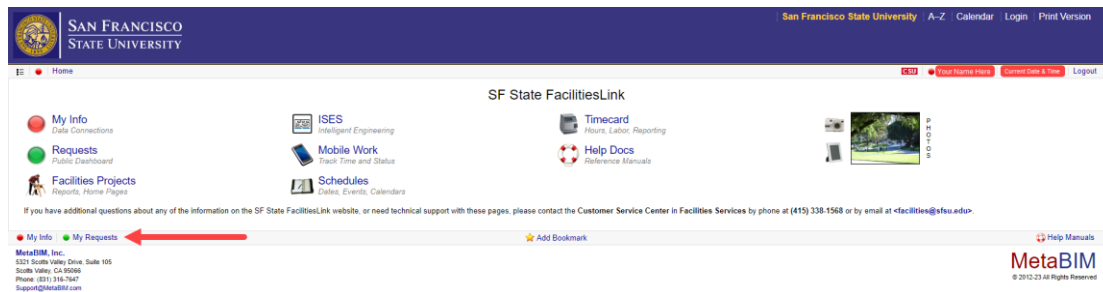 SAN FRANCISCO
STATE UNIVERSITY
San Francisco State University A–Z Calendar Login Print Version
Home CSU Your Name Here Current Date & Time Logout
SF State FacilitiesLink
My Info
Data Connections
ISES
Intelligent Engineering
Timecard
Hours, Labor, Reporting
PHOTOS
Requests
Public Dashboard
Mobile Work
Track Time and Status
Help Docs
Reference Manuals
Facilities Projects
Reports, Home Pages
Schedules
Dates, Events, Calendars
If you have additional questions about any of the information on the SF State FacilitiesLink website, or need technical support with these pages, please contact the Customer Service Center in Facilities Services by phone at (415) 338-1568 or by email at <facilities@sfsu.edu>.
My Info My Requests Add Bookmark Help Manuals
MetaBIM, Inc.
5321 Scotts Valley Drive, Suite 105
Scotts Valley, CA 95066
Phone: (831) 316-7647
Support@MetaBIM.com
MetaBIM
© 2012-23 All Rights Reserved